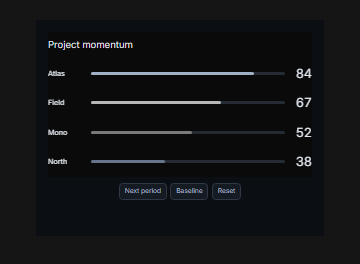 Project momentum
Atlas 84
Field 67
Mono 52
North 38
Next period Baseline Reset